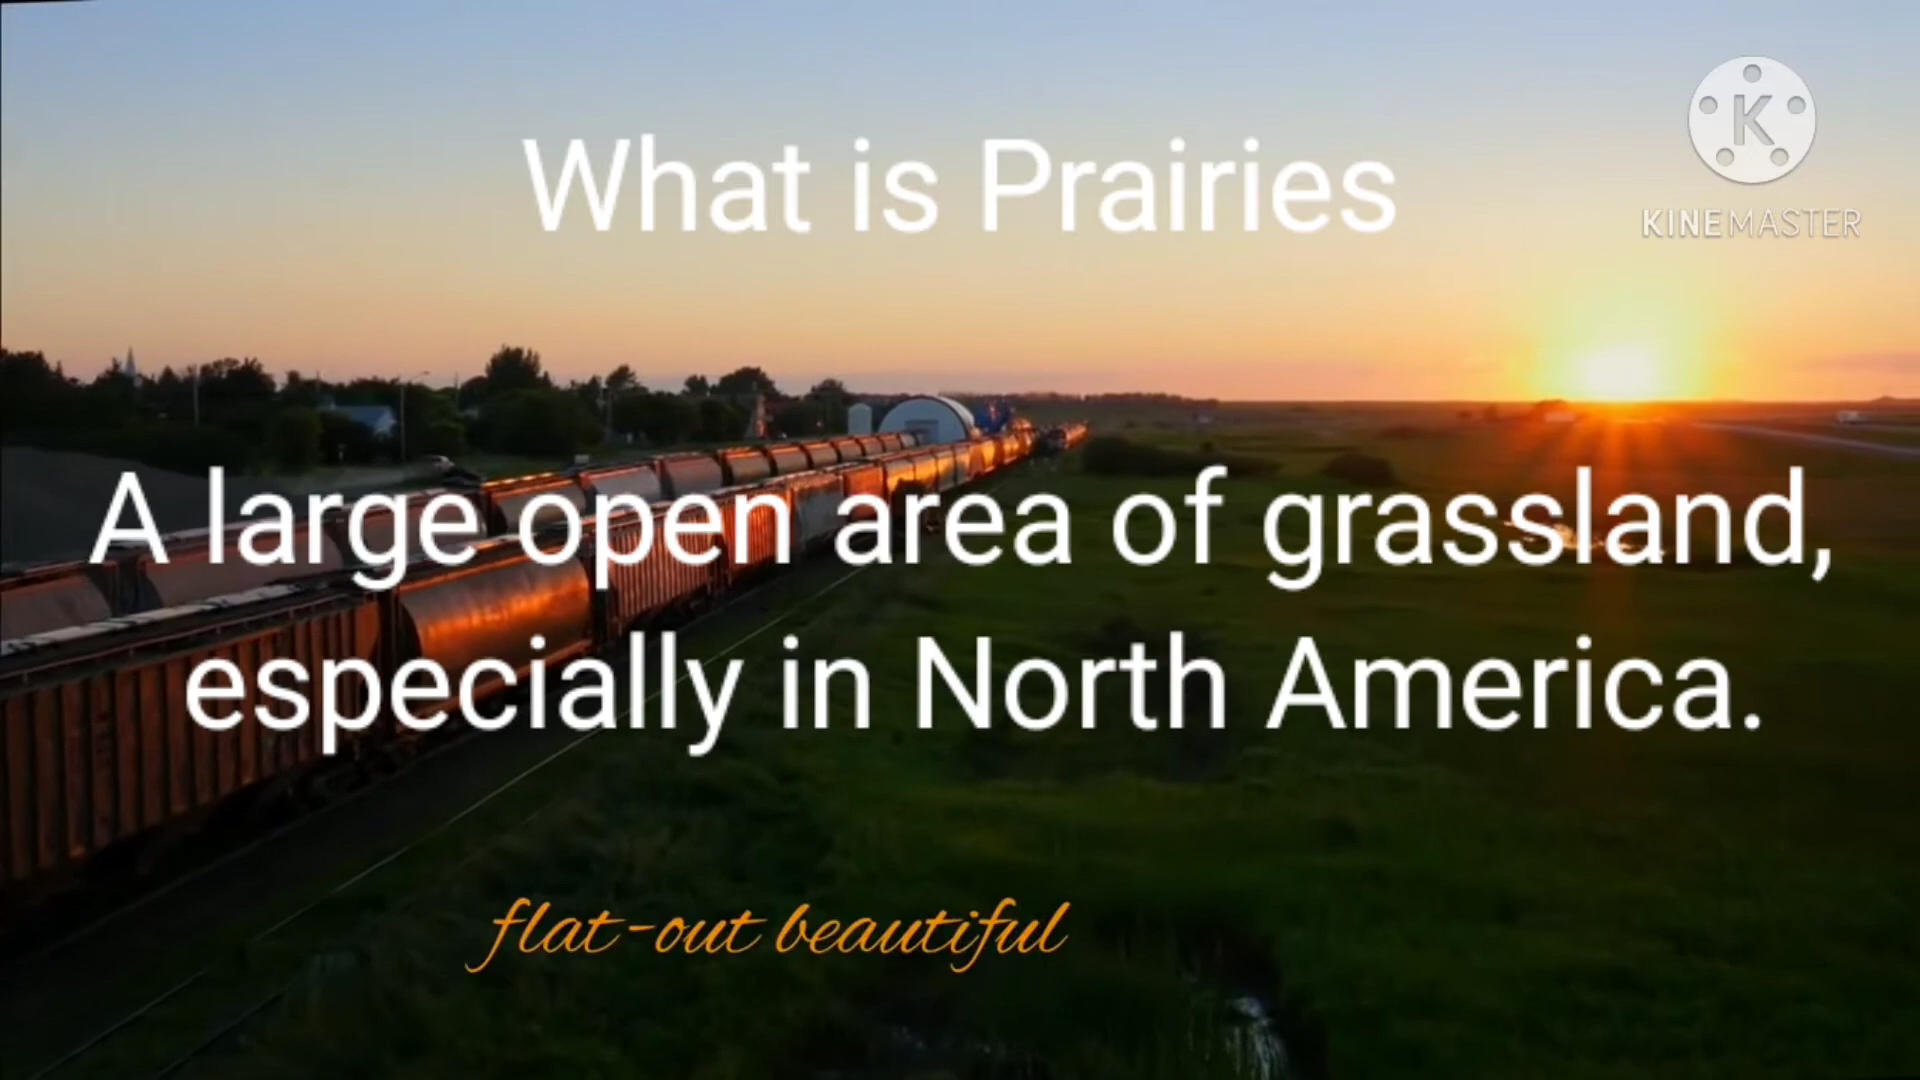 What is Prairies
K
KINEMASTER
A large open area of grassland,
especially in North America.
flat-out beautiful